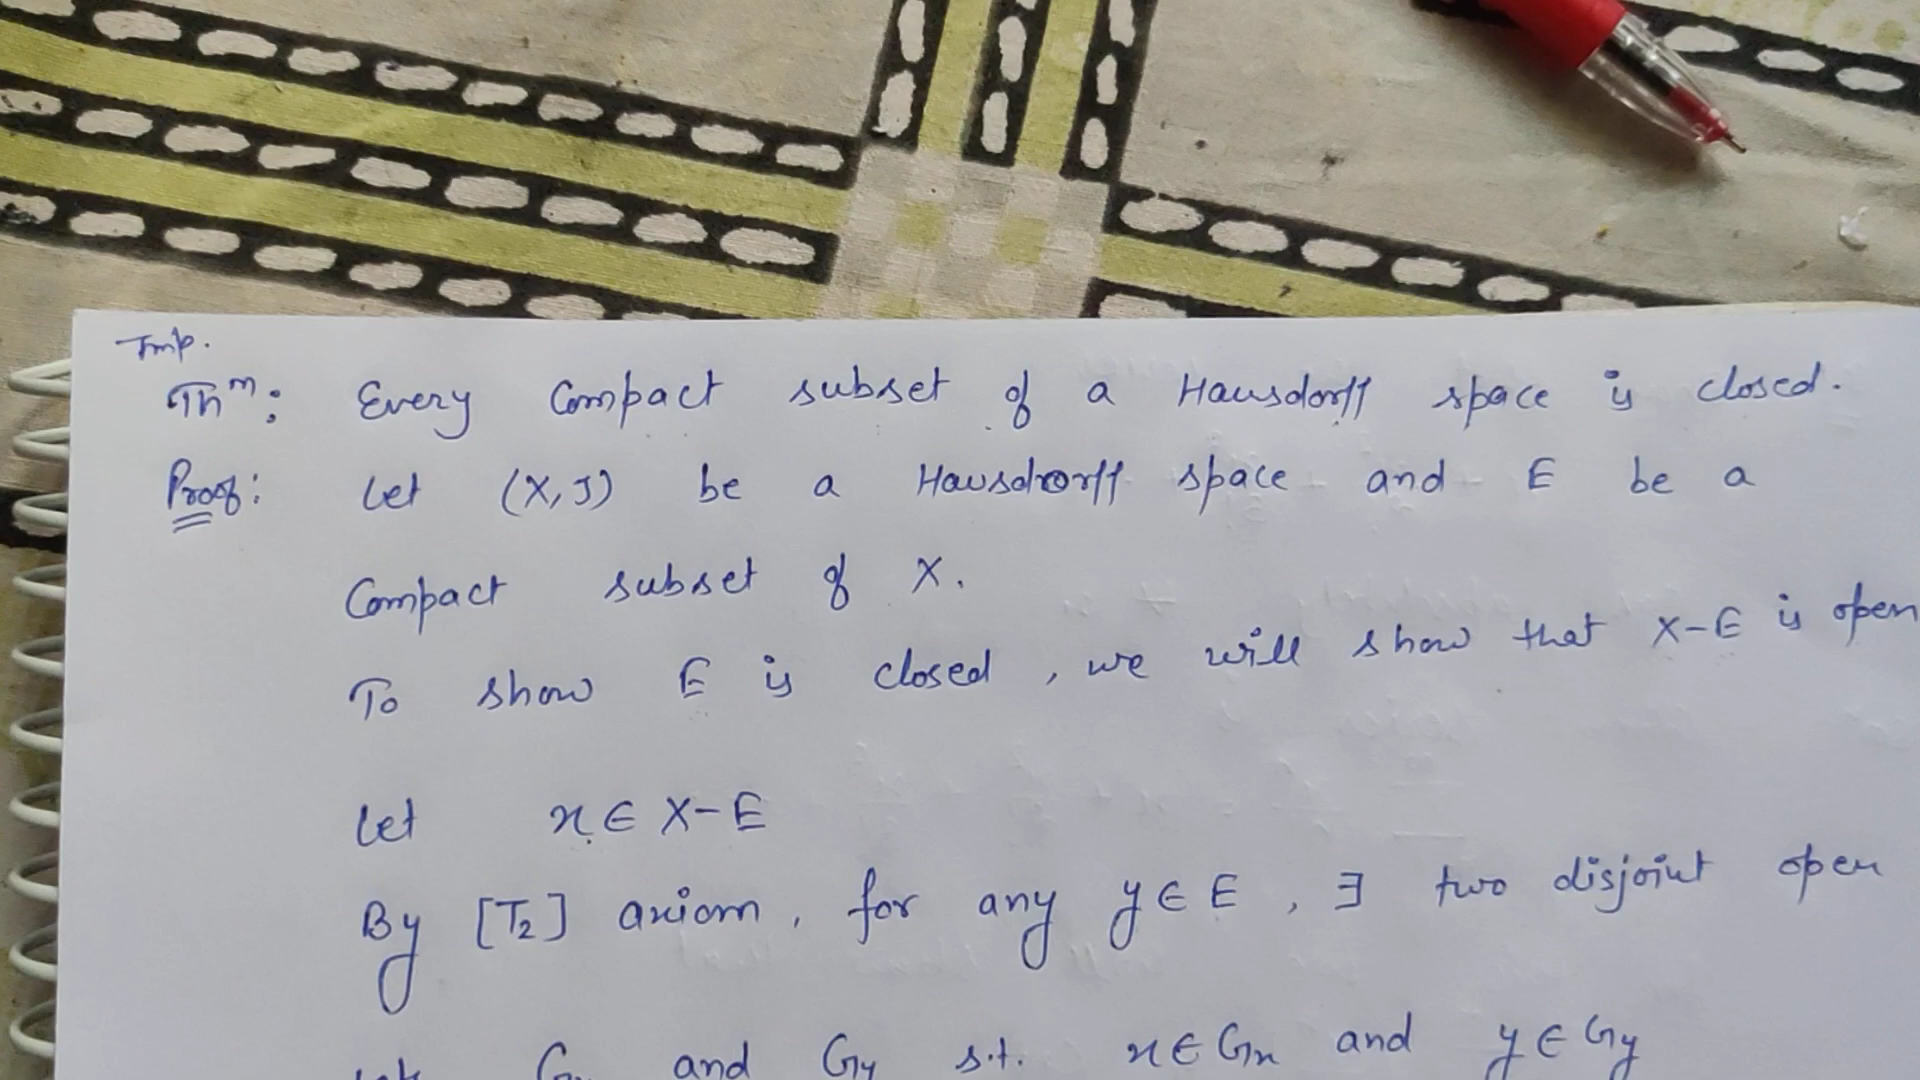 Imp.
Thm: Every Compact subset of a Hausdorff space is closed.
Proof: Let (X,J) be a Hausdrorff space and E be a
Compact subset of X.
To show E is closed, we will show that X-E is open
Let x ∈ X-E
By [T2] axiom, for any y ∈ E, ∃ two disjoint open
and Gy s.t. x ∈ Gx and y ∈ Gy